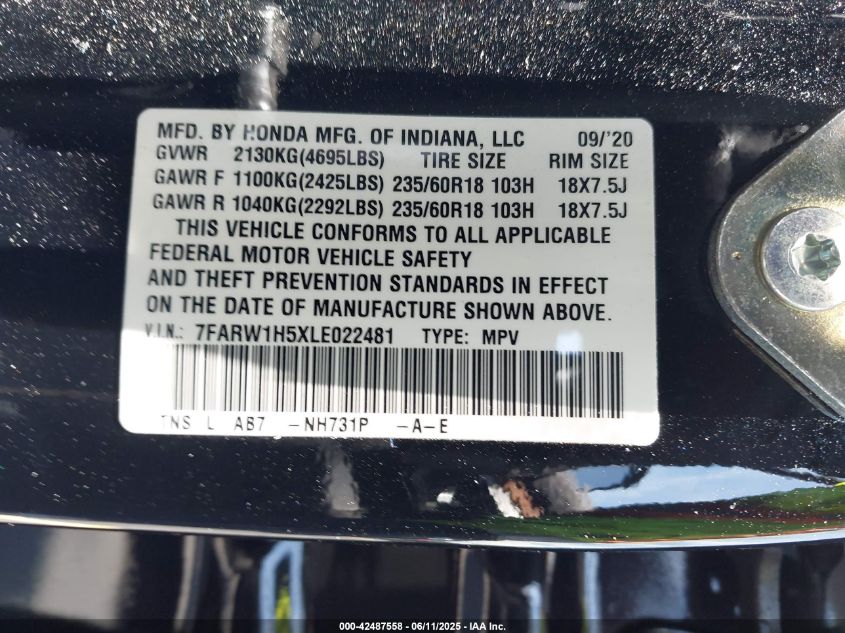 MFD. BY HONDA MFG. OF INDIANA, LLC 09/'20
GVWR 2130KG(4695LBS) TIRE SIZE RIM SIZE
GAWR F 1100KG(2425LBS) 235/60R18 103H 18X7.5J
GAWR R 1040KG(2292LBS) 235/60R18 103H 18X7.5J
THIS VEHICLE CONFORMS TO ALL APPLICABLE
FEDERAL MOTOR VEHICLE SAFETY
AND THEFT PREVENTION STANDARDS IN EFFECT
ON THE DATE OF MANUFACTURE SHOWN ABOVE.
V.I.N.: 7FARW1H5XLE022481 TYPE: MPV
TNS L AB7 -NH731P -A-E
000-42487558 - 06/11/2025 - IAA Inc.